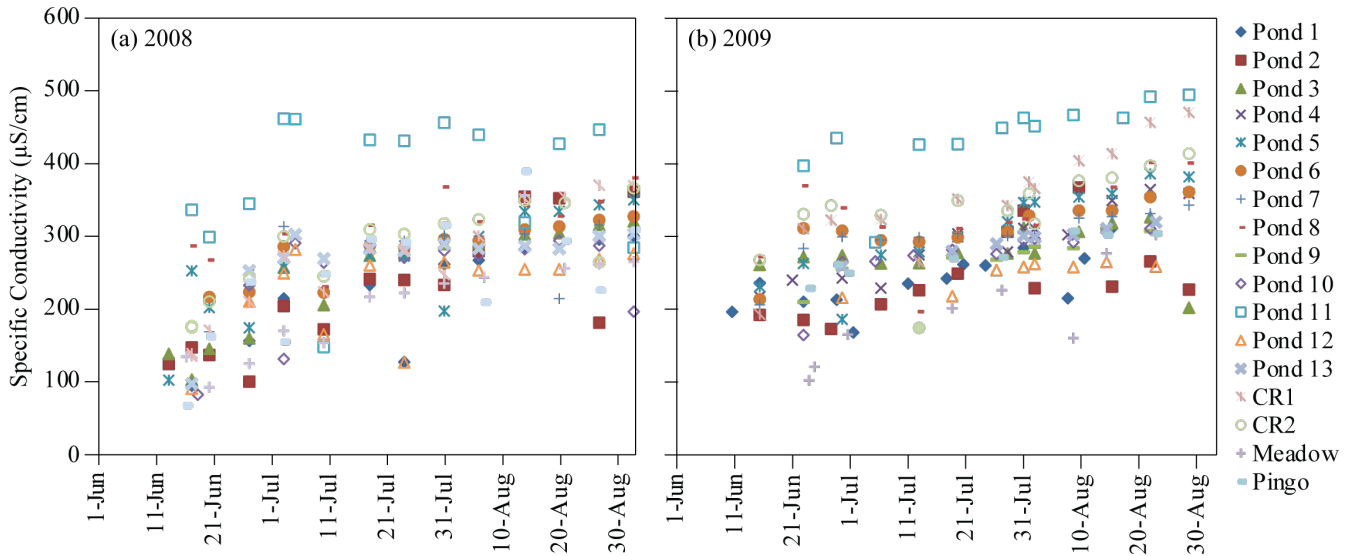 (a) 2008
(b) 2009
Specific Conductivity (µS/cm)
600
500
400
300
200
100
0
1-Jun
11-Jun
21-Jun
1-Jul
11-Jul
21-Jul
31-Jul
10-Aug
20-Aug
30-Aug
1-Jun
11-Jun
21-Jun
1-Jul
11-Jul
21-Jul
31-Jul
10-Aug
20-Aug
30-Aug
Pond 1
Pond 2
Pond 3
Pond 4
Pond 5
Pond 6
Pond 7
Pond 8
Pond 9
Pond 10
Pond 11
Pond 12
Pond 13
CR1
CR2
Meadow
Pingo